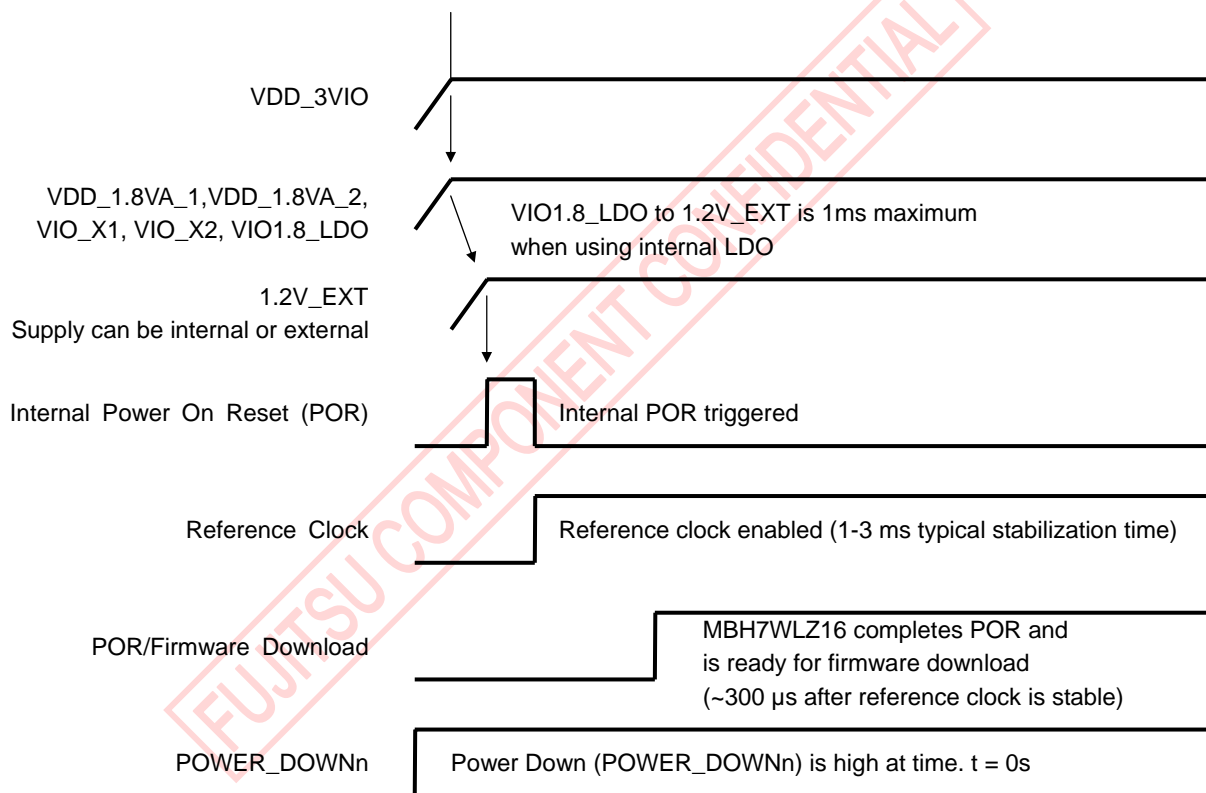 VDD_3VIO
VDD_1.8VA_1,VDD_1.8VA_2,
VIO_X1, VIO_X2, VIO1.8_LDO
VIO1.8_LDO to 1.2V_EXT is 1ms maximum
when using internal LDO
1.2V_EXT
Supply can be internal or external
Internal Power On Reset (POR)
Internal POR triggered
Reference Clock
Reference clock enabled (1-3 ms typical stabilization time)
POR/Firmware Download
MBH7WLZ16 completes POR and
is ready for firmware download
(~300 µs after reference clock is stable)
POWER_DOWNn
Power Down (POWER_DOWNn) is high at time. t = 0s
FUJITSU COMPONENT CONFIDENTIAL